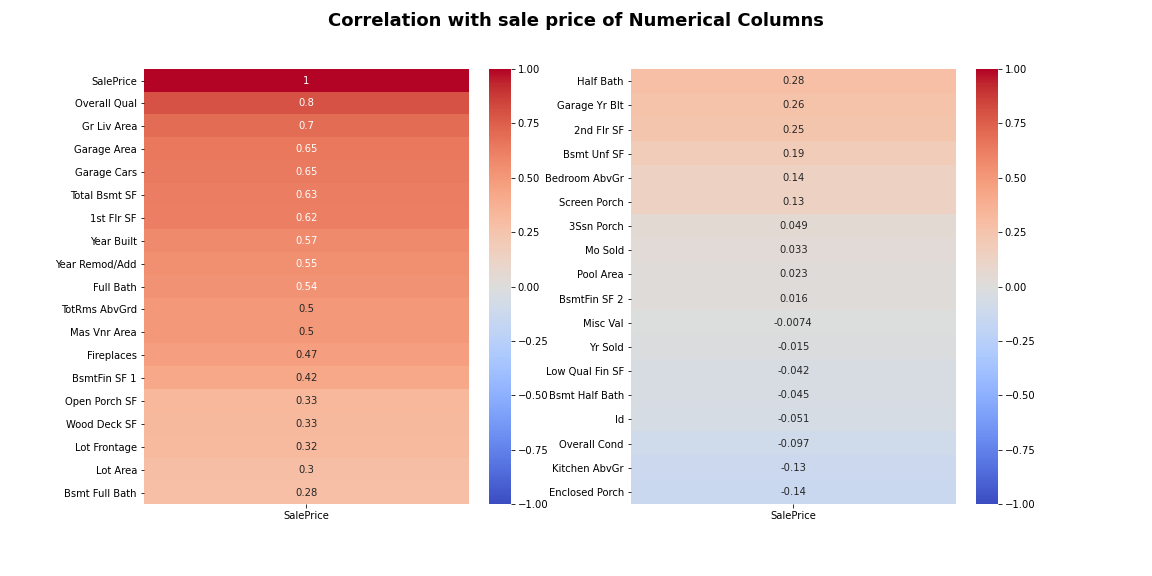 Correlation with sale price of Numerical Columns
SalePrice 1
Overall Qual 0.8
Gr Liv Area 0.7
Garage Area 0.65
Garage Cars 0.65
Total Bsmt SF 0.63
1st Flr SF 0.62
Year Built 0.57
Year Remod/Add 0.55
Full Bath 0.54
TotRms AbvGrd 0.5
Mas Vnr Area 0.5
Fireplaces 0.47
BsmtFin SF 1 0.42
Open Porch SF 0.33
Wood Deck SF 0.33
Lot Frontage 0.32
Lot Area 0.3
Bsmt Full Bath 0.28
SalePrice
1.00
0.75
0.50
0.25
0.00
−0.25
−0.50
−0.75
−1.00
Half Bath 0.28
Garage Yr Blt 0.26
2nd Flr SF 0.25
Bsmt Unf SF 0.19
Bedroom AbvGr 0.14
Screen Porch 0.13
3Ssn Porch 0.049
Mo Sold 0.033
Pool Area 0.023
BsmtFin SF 2 0.016
Misc Val -0.0074
Yr Sold -0.015
Low Qual Fin SF -0.042
Bsmt Half Bath -0.045
Id -0.051
Overall Cond -0.097
Kitchen AbvGr -0.13
Enclosed Porch -0.14
SalePrice
1.00
0.75
0.50
0.25
0.00
−0.25
−0.50
−0.75
−1.00